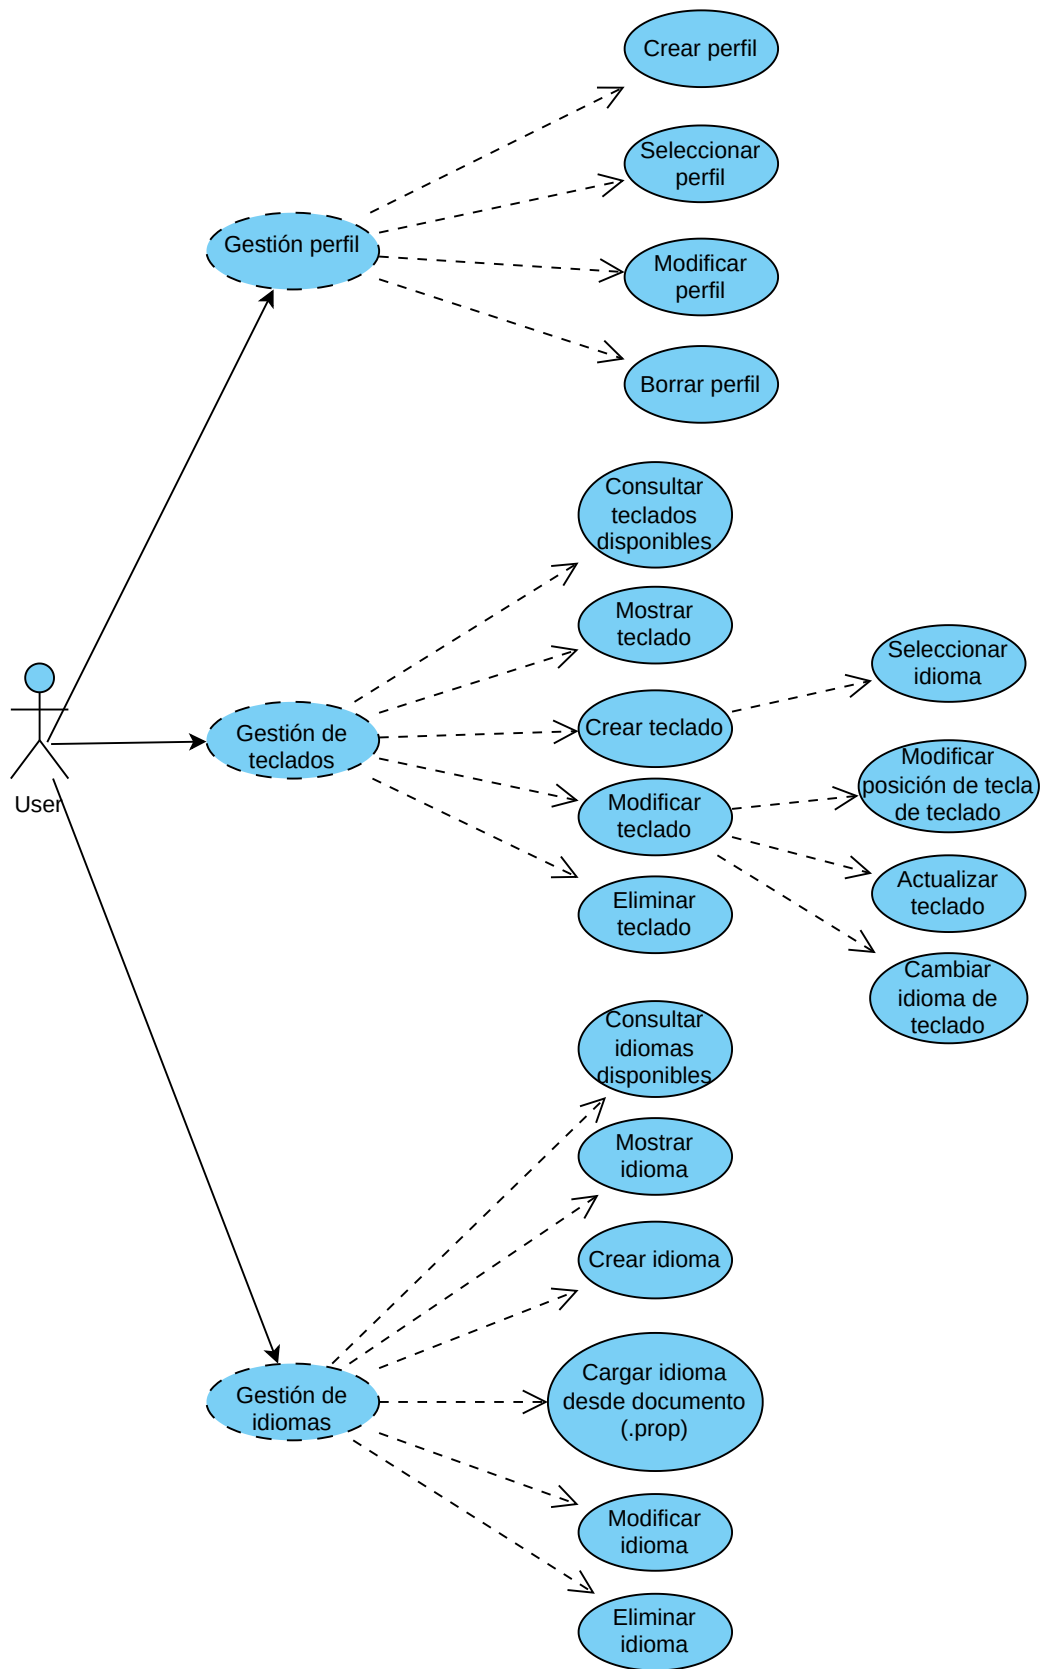 Crear perfil
Seleccionar
perfil
Gestión perfil
Modificar
perfil
Borrar perfil
Consultar
teclados
disponibles
Mostrar
teclado
Seleccionar
idioma
Gestión de
teclados
Crear teclado
Modificar
posición de tecla
de teclado
User
Modificar
teclado
Actualizar
teclado
Eliminar
teclado
Cambiar
idioma de
teclado
Consultar
idiomas
disponibles
Mostrar
idioma
Crear idioma
Gestión de
idiomas
Cargar idioma
desde documento
(.prop)
Modificar
idioma
Eliminar
idioma